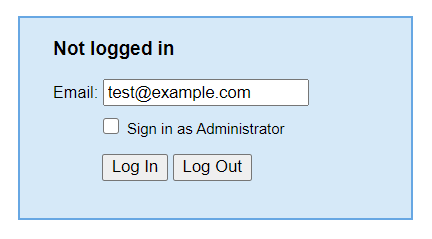 Not logged in
Email: test@example.com
Sign in as Administrator
Log In Log Out